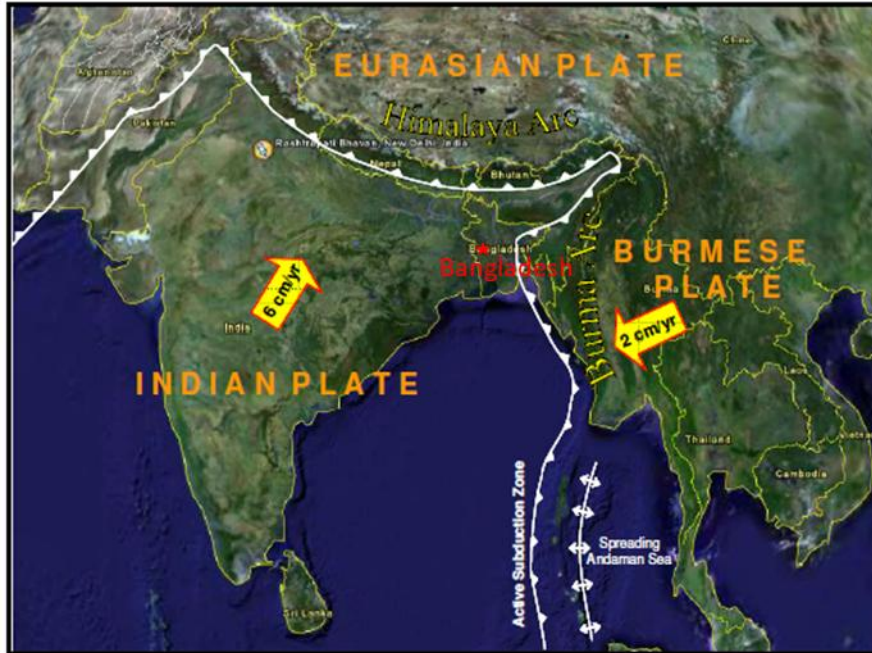 China
EURASIAN PLATE
Afghanistan
Himalaya Arc
Pakistan
Rashtrapati Bhavan, New Delhi, India
Nepal
Bhutan
Bangladesh
Bangladesh
Burma Arc
BURMESE
PLATE
Burma
6 cm/yr
2 cm/yr
India
INDIAN PLATE
Laos
Thailand
Vietnam
Cambodia
Active Subduction Zone
Spreading
Andaman Sea
Sri Lanka